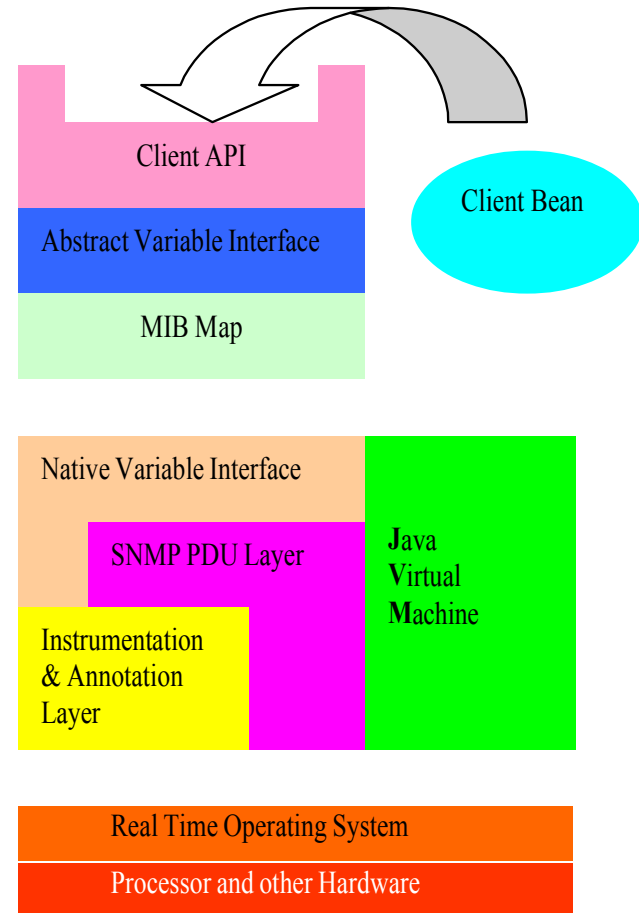 Client API
Client Bean
Abstract Variable Interface
MIB Map
Native Variable Interface
SNMP PDU Layer
Java
Virtual
Machine
Instrumentation
& Annotation
Layer
Real Time Operating System
Processor and other Hardware